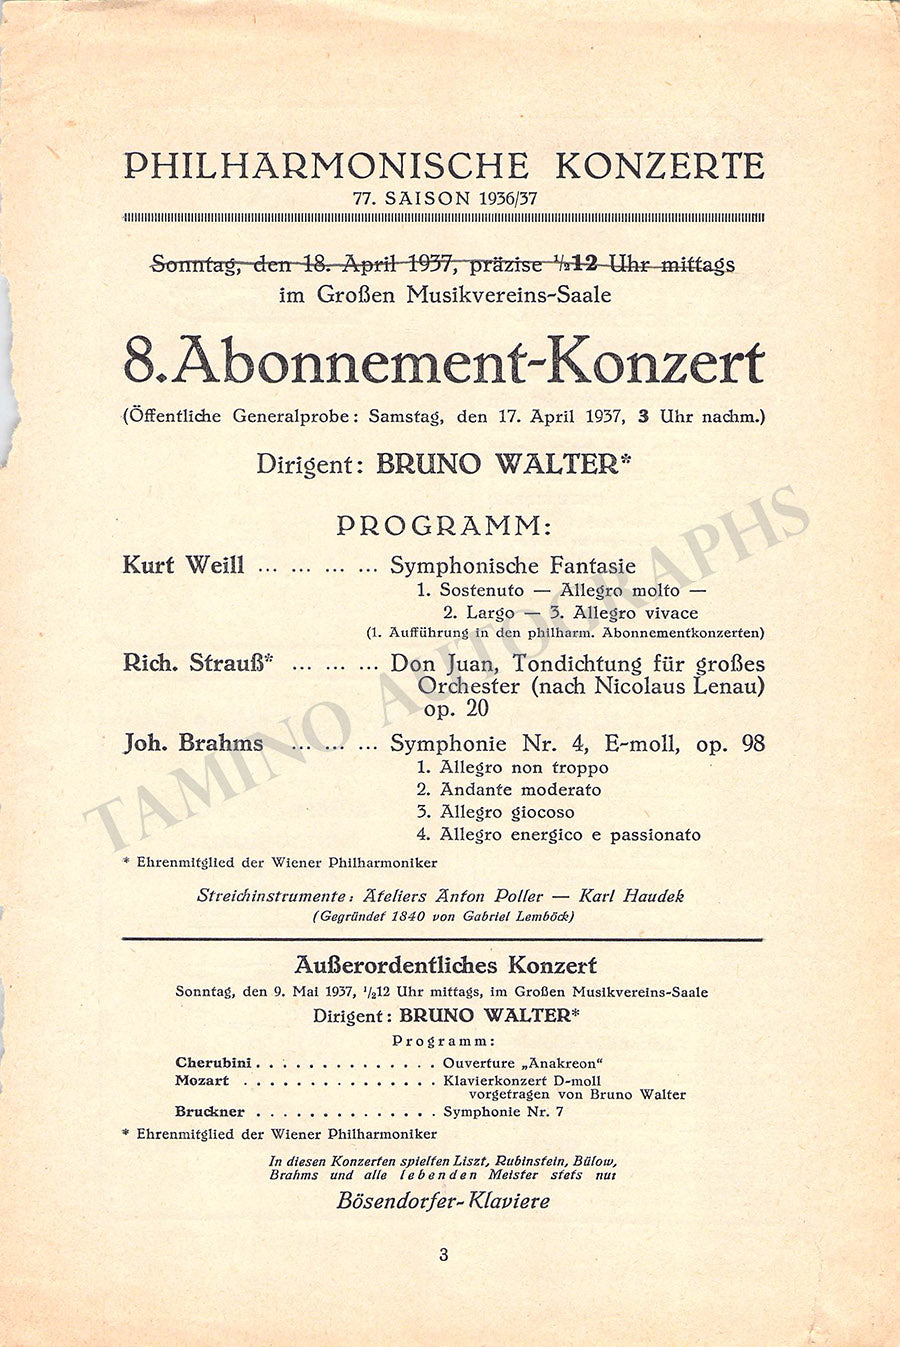 PHILHARMONISCHE KONZERTE
77. SAISON 1936/37
Sonntag, den 18. April 1937, präzise ½12 Uhr mittags
im Großen Musikvereins-Saale
8. Abonnement-Konzert
(Öffentliche Generalprobe: Samstag, den 17. April 1937, 3 Uhr nachm.)
Dirigent: BRUNO WALTER*
PROGRAMM:
Kurt Weill ... ... ... ... Symphonische Fantasie
1. Sostenuto — Allegro molto —
2. Largo — 3. Allegro vivace
(1. Aufführung in den philharm. Abonnementkonzerten)
Rich. Strauß* ... ... ... Don Juan, Tondichtung für großes
Orchester (nach Nicolaus Lenau)
op. 20
Joh. Brahms ... ... ... Symphonie Nr. 4, E-moll, op. 98
1. Allegro non troppo
2. Andante moderato
3. Allegro giocoso
4. Allegro energico e passionato
* Ehrenmitglied der Wiener Philharmoniker
Streichinstrumente: Ateliers Anton Poller — Karl Haudek
(Gegründet 1840 von Gabriel Lemböck)
Außerordentliches Konzert
Sonntag, den 9. Mai 1937, ½12 Uhr mittags, im Großen Musikvereins-Saale
Dirigent: BRUNO WALTER*
Programm:
Cherubini . . . . . . . . . . . . . . Ouverture „Anakreon“
Mozart . . . . . . . . . . . . . . . Klavierkonzert D-moll
vorgetragen von Bruno Walter
Bruckner . . . . . . . . . . . . . . Symphonie Nr. 7
* Ehrenmitglied der Wiener Philharmoniker
In diesen Konzerten spielten Liszt, Rubinstein, Bülow,
Brahms und alle lebenden Meister stets nur
Bösendorfer-Klaviere
3
TAMINO AUTOGRAPHS